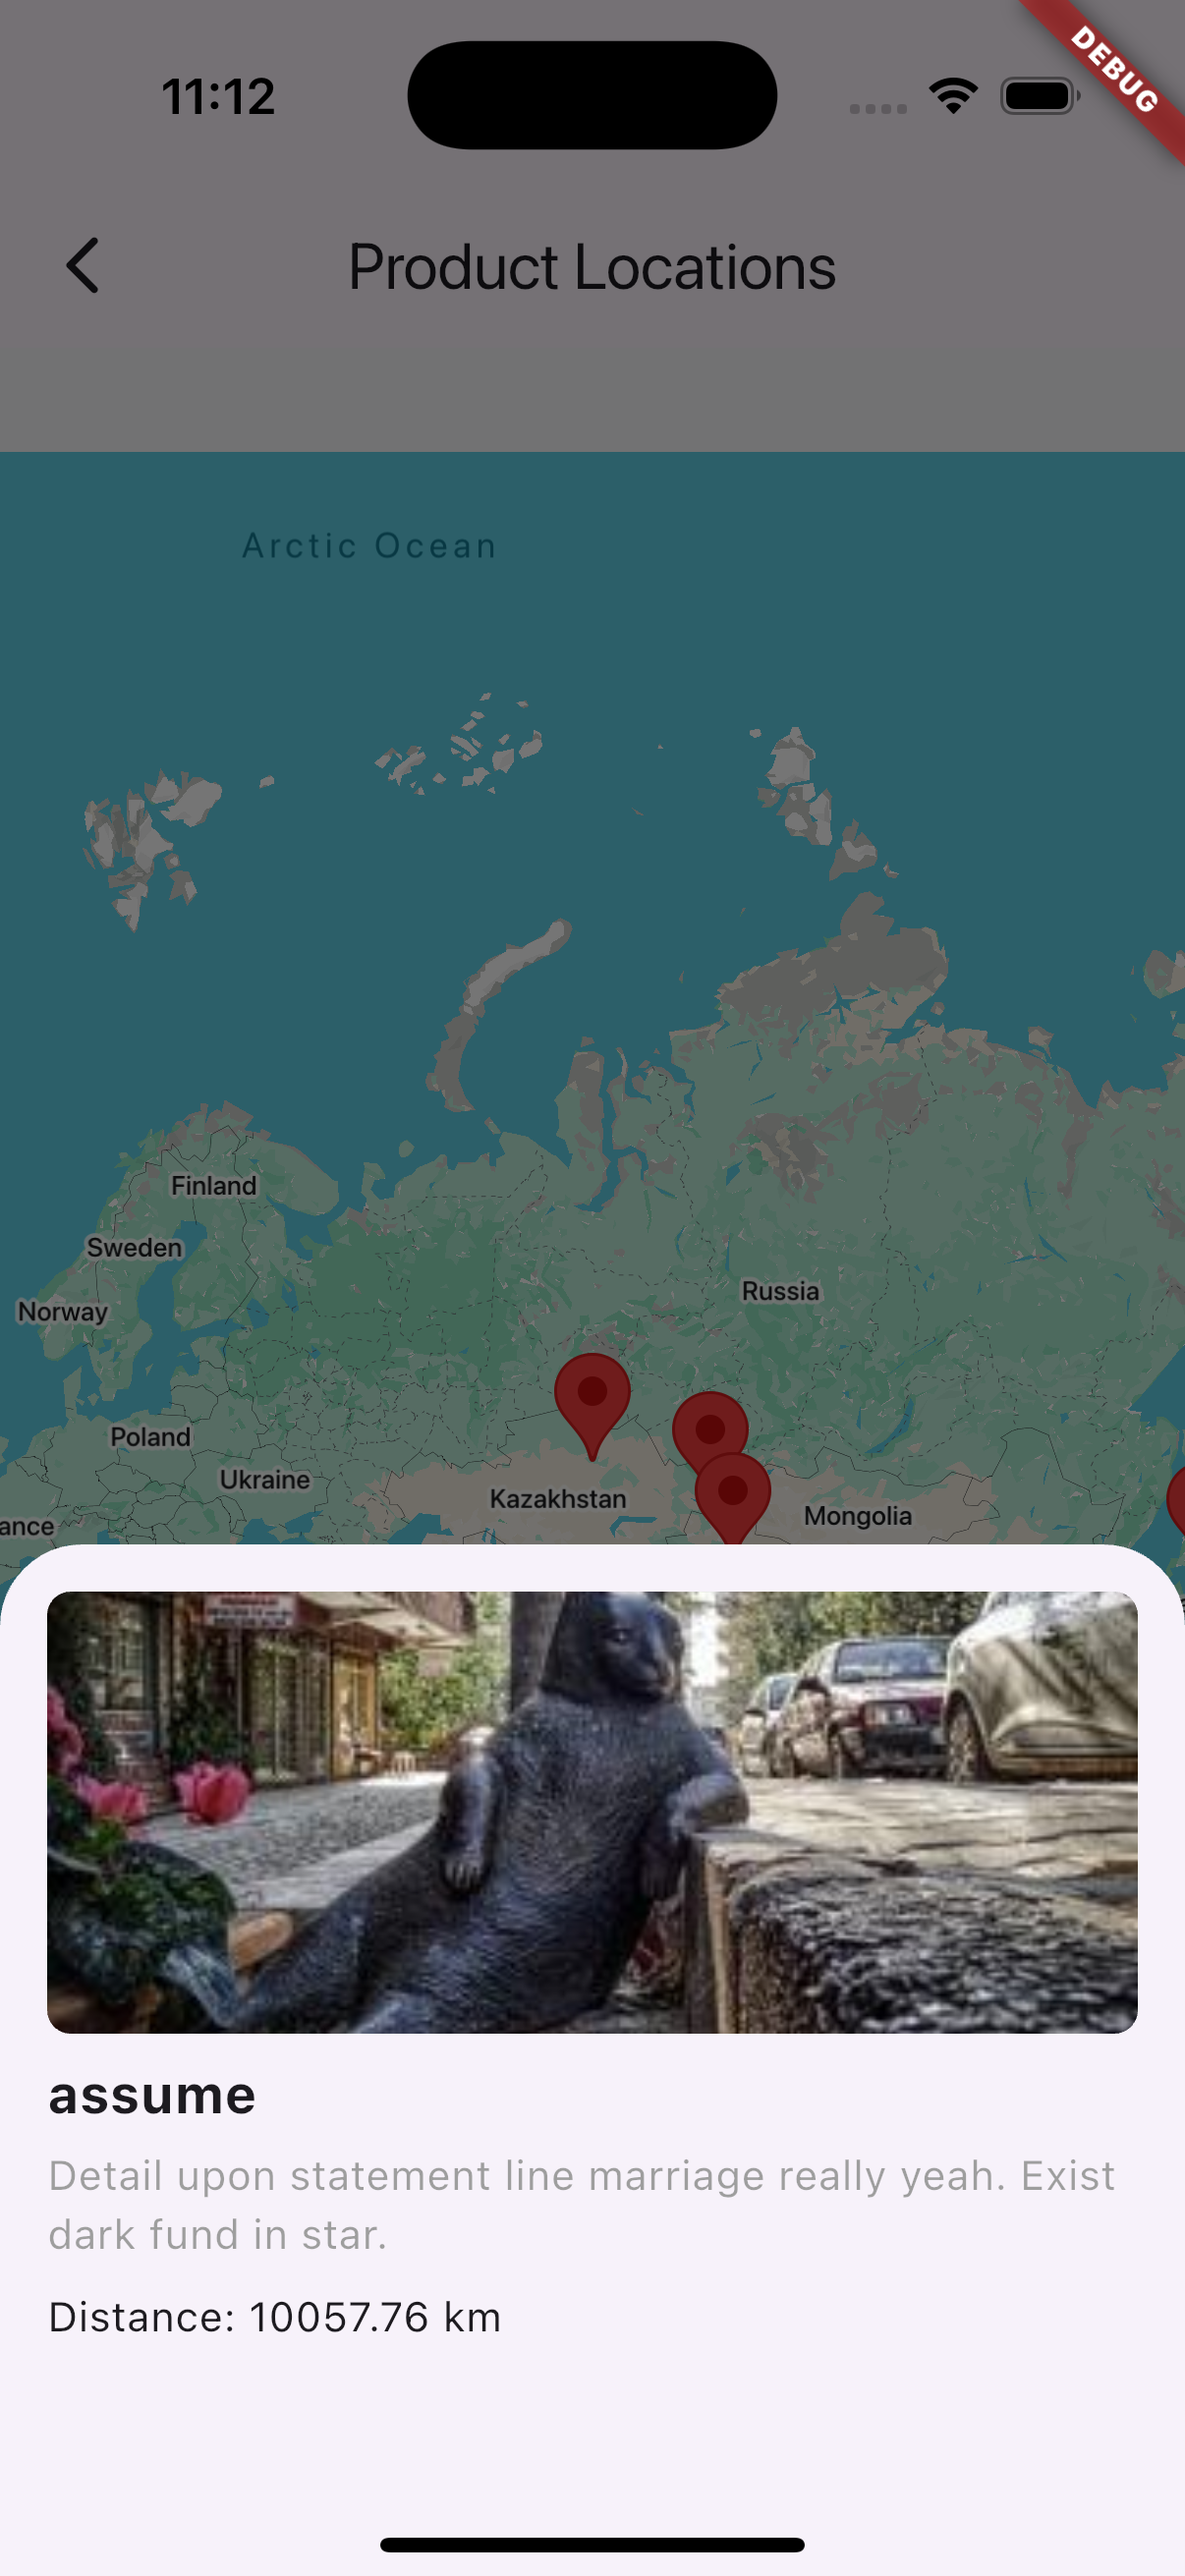 11:12
DEBUG
Product Locations
Arctic Ocean
Finland
Sweden
Norway
Russia
Poland
Ukraine
Kazakhstan
Mongolia
ance
assume
Detail upon statement line marriage really yeah. Exist
dark fund in star.
Distance: 10057.76 km